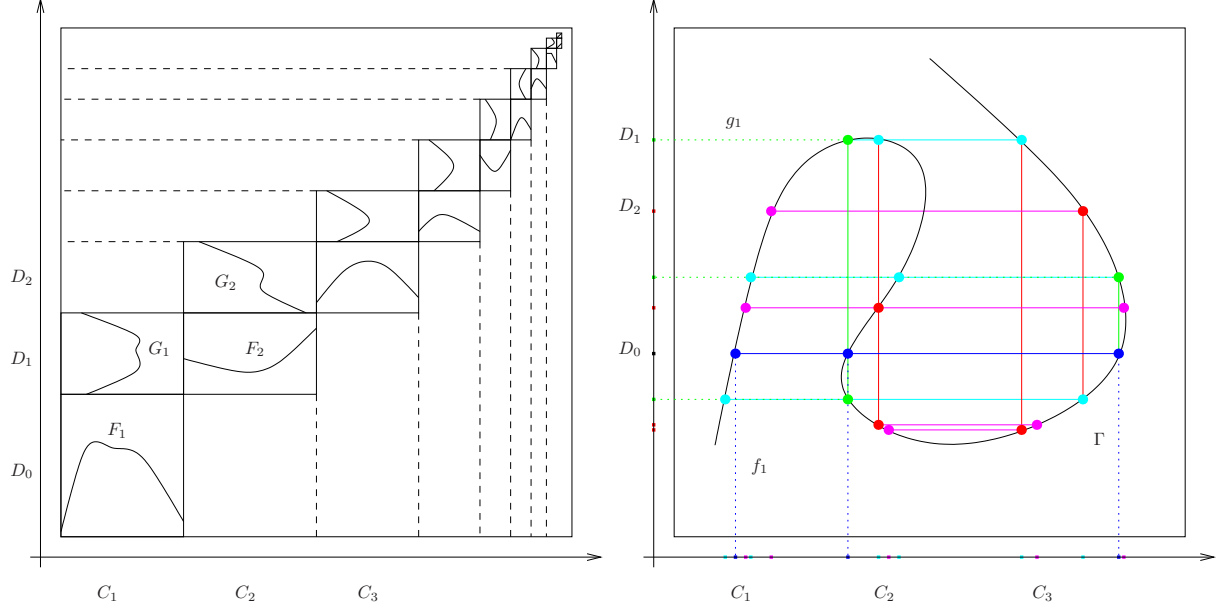 D₂
D₁
D₀
G₂
G₁
F₂
F₁
C₁
C₂
C₃
D₁
D₂
D₀
g₁
f₁
Γ
C₁
C₂
C₃